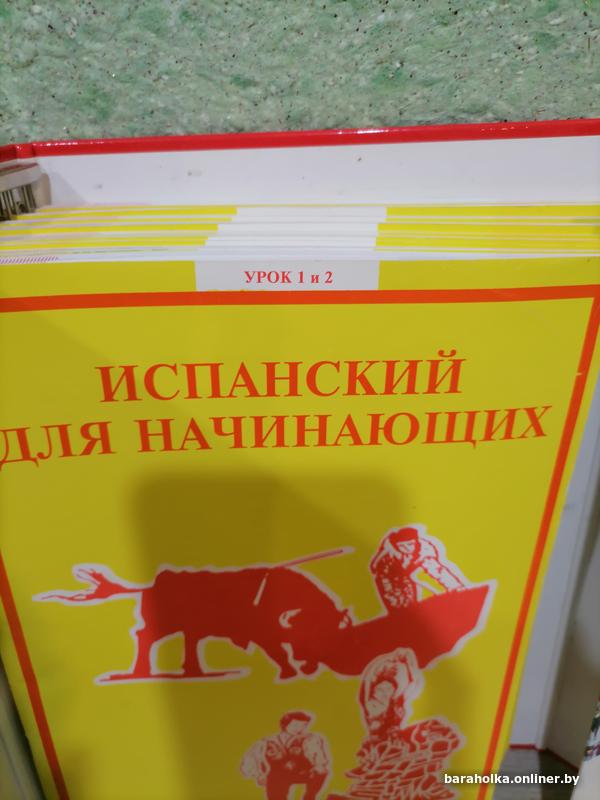 УРОК 1 и 2
ИСПАНСКИЙ
ДЛЯ НАЧИНАЮЩИХ
baraholka.onliner.by